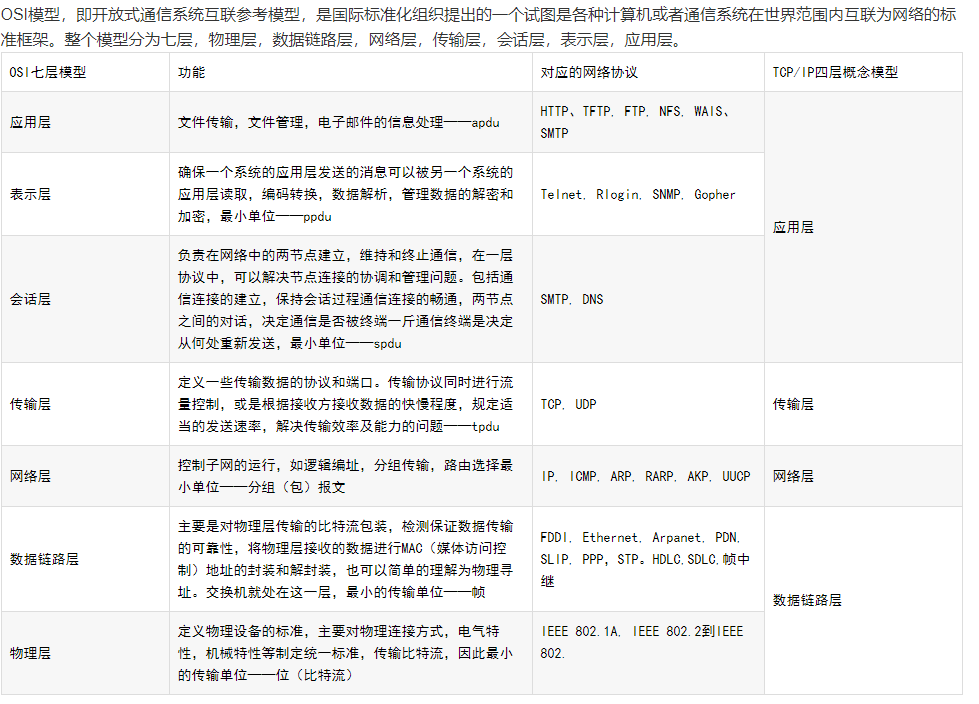 OSI模型，即开放式通信系统互联参考模型，是国际标准化组织提出的一个试图是各种计算机或者通信系统在世界范围内互联为网络的标
准框架。整个模型分为七层，物理层，数据链路层，网络层，传输层，会话层，表示层，应用层。
OSI七层模型 功能 对应的网络协议 TCP/IP四层概念模型
应用层
文件传输，文件管理，电子邮件的信息处理——apdu
HTTP、TFTP, FTP, NFS, WAIS、
SMTP
表示层
确保一个系统的应用层发送的消息可以被另一个系统的
应用层读取，编码转换，数据解析，管理数据的解密和
加密，最小单位——ppdu
Telnet, Rlogin, SNMP, Gopher
会话层
负责在网络中的两节点建立，维持和终止通信，在一层
协议中，可以解决节点连接的协调和管理问题。包括通
信连接的建立，保持会话过程通信连接的畅通，两节点
之间的对话，决定通信是否被终端一斤通信终端是决定
从何处重新发送，最小单位——spdu
SMTP, DNS
应用层
传输层
定义一些传输数据的协议和端口。传输协议同时进行流
量控制，或是根据接收方接收数据的快慢程度，规定适
当的发送速率，解决传输效率及能力的问题——tpdu
TCP, UDP
传输层
网络层
控制子网的运行，如逻辑编址，分组传输，路由选择最
小单位——分组（包）报文
IP, ICMP, ARP, RARP, AKP, UUCP
网络层
数据链路层
主要是对物理层传输的比特流包装，检测保证数据传输
的可靠性，将物理层接收的数据进行MAC（媒体访问控
制）地址的封装和解封装，也可以简单的理解为物理寻
址。交换机就处在这一层，最小的传输单位——帧
FDDI, Ethernet, Arpanet, PDN,
SLIP, PPP，STP。HDLC,SDLC,帧中
继
数据链路层
物理层
定义物理设备的标准，主要对物理连接方式，电气特
性，机械特性等制定统一标准，传输比特流，因此最小
的传输单位——位（比特流）
IEEE 802.1A, IEEE 802.2到IEEE
802.